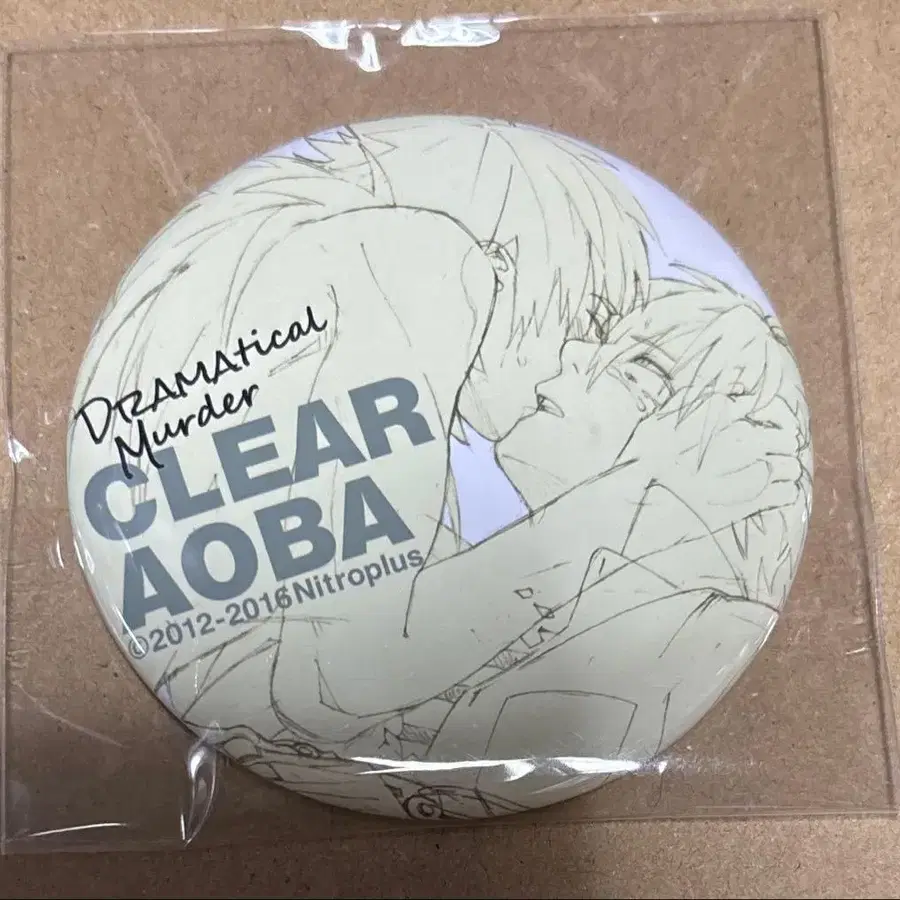 DRAMAtical
Murder
CLEAR
AOBA
©2012-2016Nitroplus